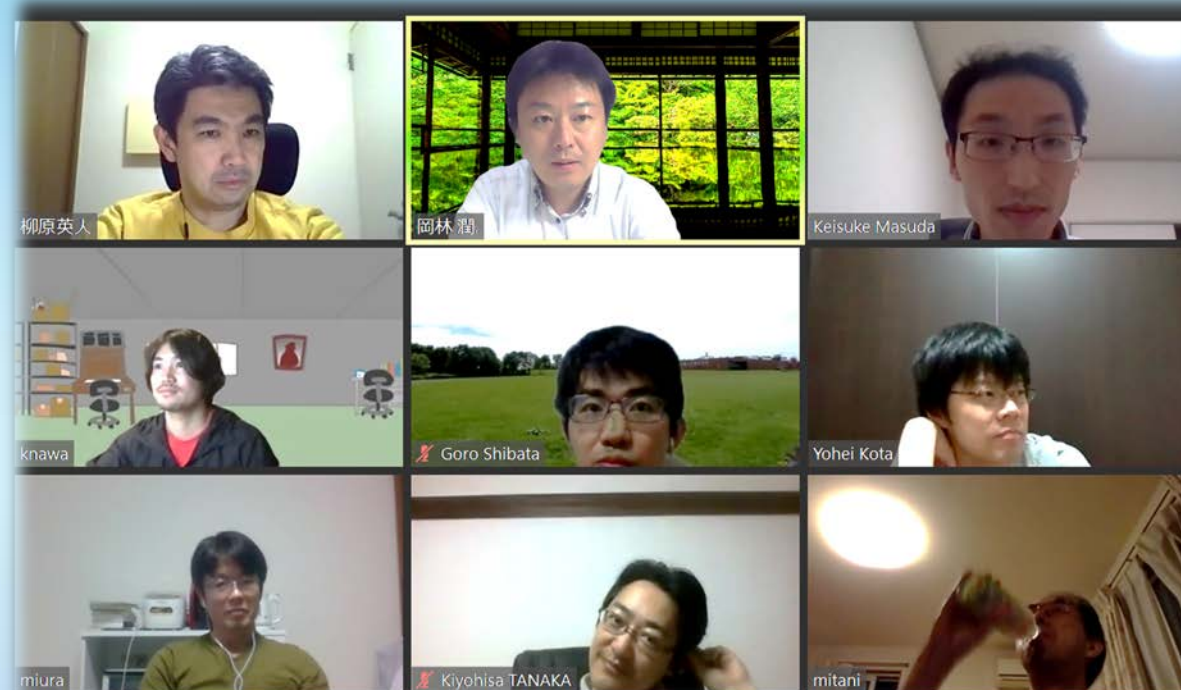 柳原英人
岡林 潤
Keisuke Masuda
knawa
Goro Shibata
Yohei Kota
miura
Kiyohisa TANAKA
mitani